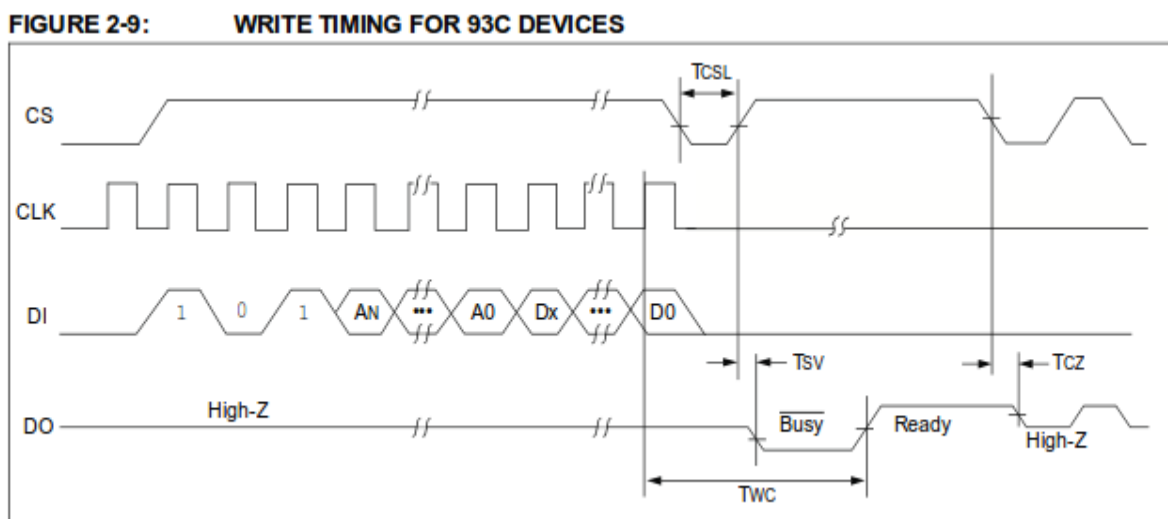 FIGURE 2-9: WRITE TIMING FOR 93C DEVICES
TCSL
CS
CLK
DI 1 0 1 AN ••• A0 Dx ••• D0
TSV TCZ
High-Z
DO Busy Ready High-Z
TWC